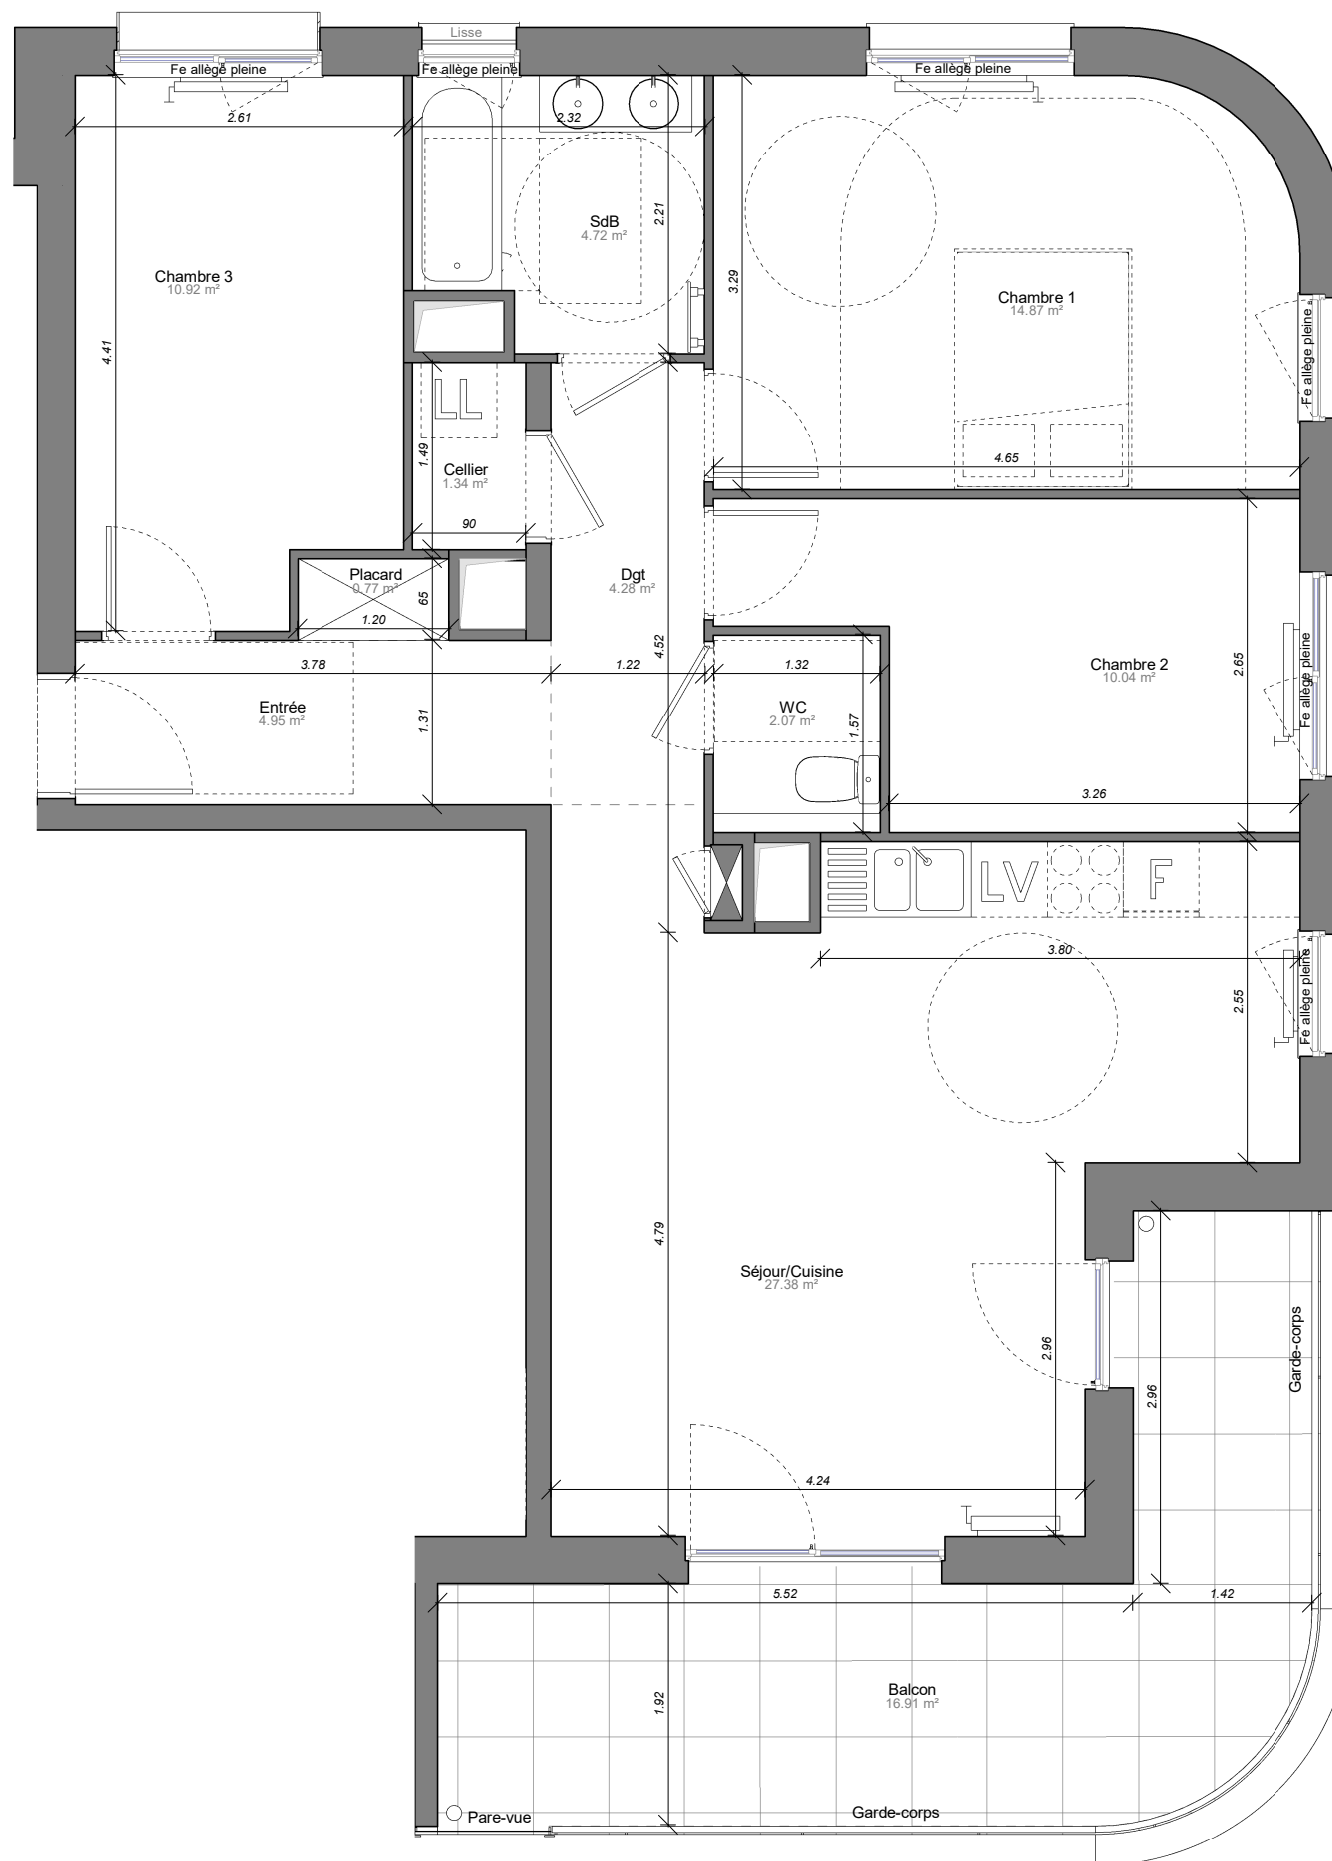 Lisse
Fe allège pleine
Fe allège pleine
Fe allège pleine
2.61
2.32
SdB
4.72 m²
2.21
3.29
Chambre 3
10.92 m²
Chambre 1
14.87 m²
Fe allège pleine
4.41
LL
1.49
Cellier
1.34 m²
4.65
90
Placard
0.77 m²
65
1.20
Dgt
4.28 m²
4.52
3.78
1.22
1.32
Chambre 2
10.04 m²
2.65
Fe allège pleine
Entrée
4.95 m²
1.31
WC
2.07 m²
1.57
3.26
LV
F
3.80
2.55
Fe allège pleine
4.79
Séjour/Cuisine
27.38 m²
2.96
2.96
Garde-corps
4.24
5.52
1.42
1.92
Balcon
16.91 m²
Pare-vue
Garde-corps